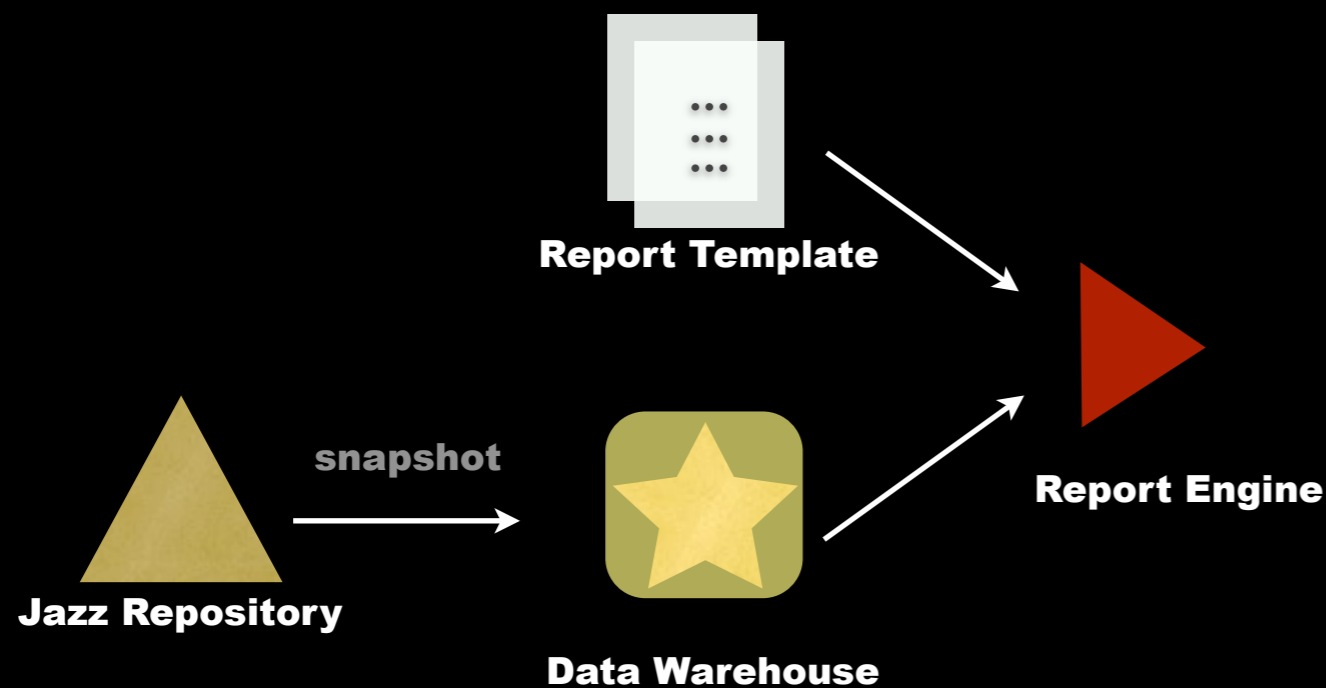 Report Template
snapshot
Report Engine
Jazz Repository
Data Warehouse